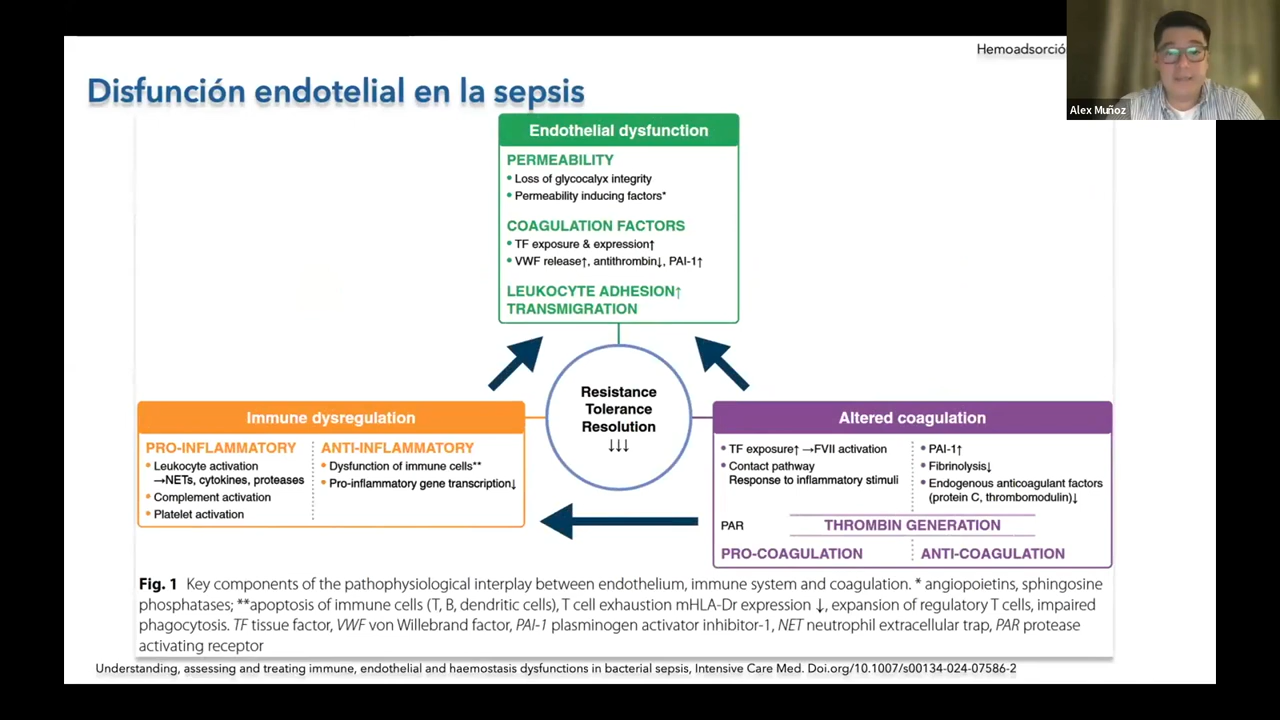 Hemoadsorció
Alex Muñoz
Disfunción endotelial en la sepsis
Endothelial dysfunction
PERMEABILITY
• Loss of glycocalyx integrity
• Permeability inducing factors*
COAGULATION FACTORS
• TF exposure & expression↑
• VWF release↑, antithrombin↓, PAI-1↑
LEUKOCYTE ADHESION↑
TRANSMIGRATION
Resistance
Tolerance
Resolution
↓↓↓
Immune dysregulation
PRO-INFLAMMATORY
• Leukocyte activation
→NETs, cytokines, proteases
• Complement activation
• Platelet activation
ANTI-INFLAMMATORY
• Dysfunction of immune cells**
• Pro-inflammatory gene transcription↓
Altered coagulation
• TF exposure↑ →FVII activation
• Contact pathway
Response to inflammatory stimuli
• PAI-1↑
• Fibrinolysis↓
• Endogenous anticoagulant factors
(protein C, thrombomodulin)↓
PAR
THROMBIN GENERATION
PRO-COAGULATION
ANTI-COAGULATION
Fig. 1 Key components of the pathophysiological interplay between endothelium, immune system and coagulation. * angiopoietins, sphingosine
phosphatases; **apoptosis of immune cells (T, B, dendritic cells), T cell exhaustion mHLA-Dr expression ↓, expansion of regulatory T cells, impaired
phagocytosis. TF tissue factor, VWF von Willebrand factor, PAI-1 plasminogen activator inhibitor-1, NET neutrophil extracellular trap, PAR protease
activating receptor
Understanding, assessing and treating immune, endothelial and haemostasis dysfunctions in bacterial sepsis, Intensive Care Med. Doi.org/10.1007/s00134-024-07586-2